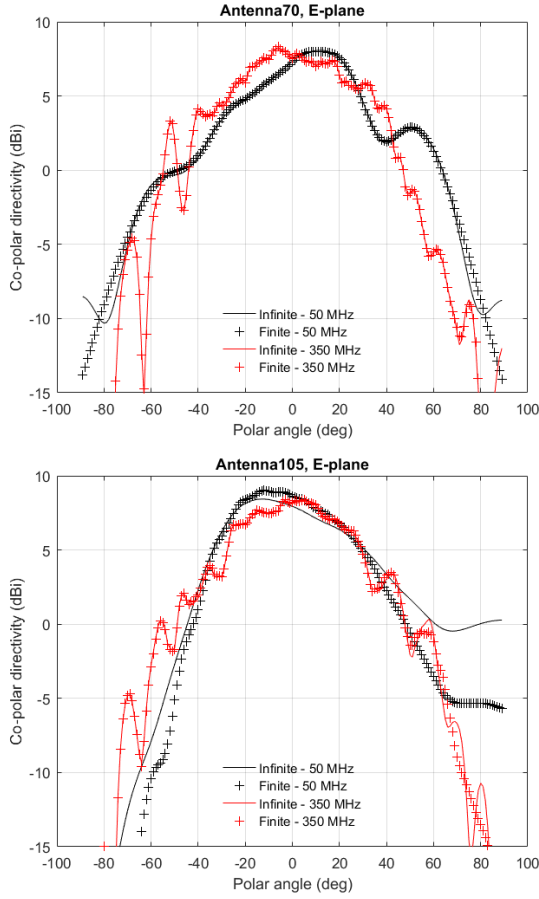 Antenna70, E-plane
Co-polar directivity (dBi)
10
5
0
-5
-10
-15
Infinite - 50 MHz
Finite - 50 MHz
Infinite - 350 MHz
Finite - 350 MHz
-100 -80 -60 -40 -20 0 20 40 60 80 100
Polar angle (deg)
Antenna105, E-plane
Co-polar directivity (dBi)
10
5
0
-5
-10
-15
Infinite - 50 MHz
Finite - 50 MHz
Infinite - 350 MHz
Finite - 350 MHz
-100 -80 -60 -40 -20 0 20 40 60 80 100
Polar angle (deg)